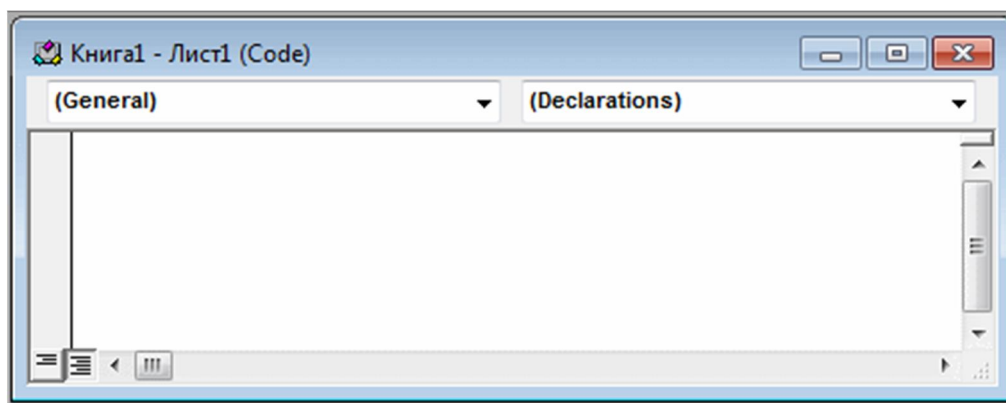 Книга1 - Лист1 (Code)
(General) (Declarations)